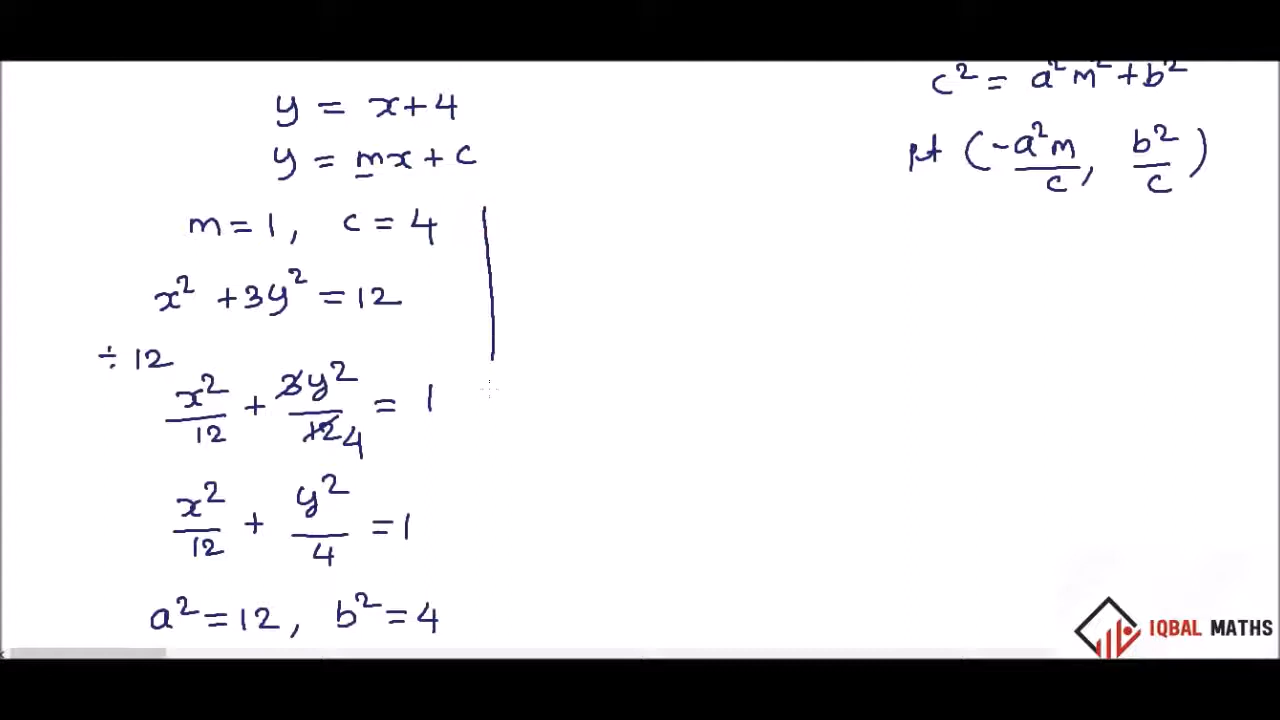 y = x + 4
y = mx + c
m = 1, c = 4
x² + 3y² = 12
÷ 12
x²/12 + 3y²/12 4 = 1
x²/12 + y²/4 = 1
a² = 12, b² = 4
c² = a²m² + b²
pt (-a²m/c, b²/c)
IQBAL MATHS